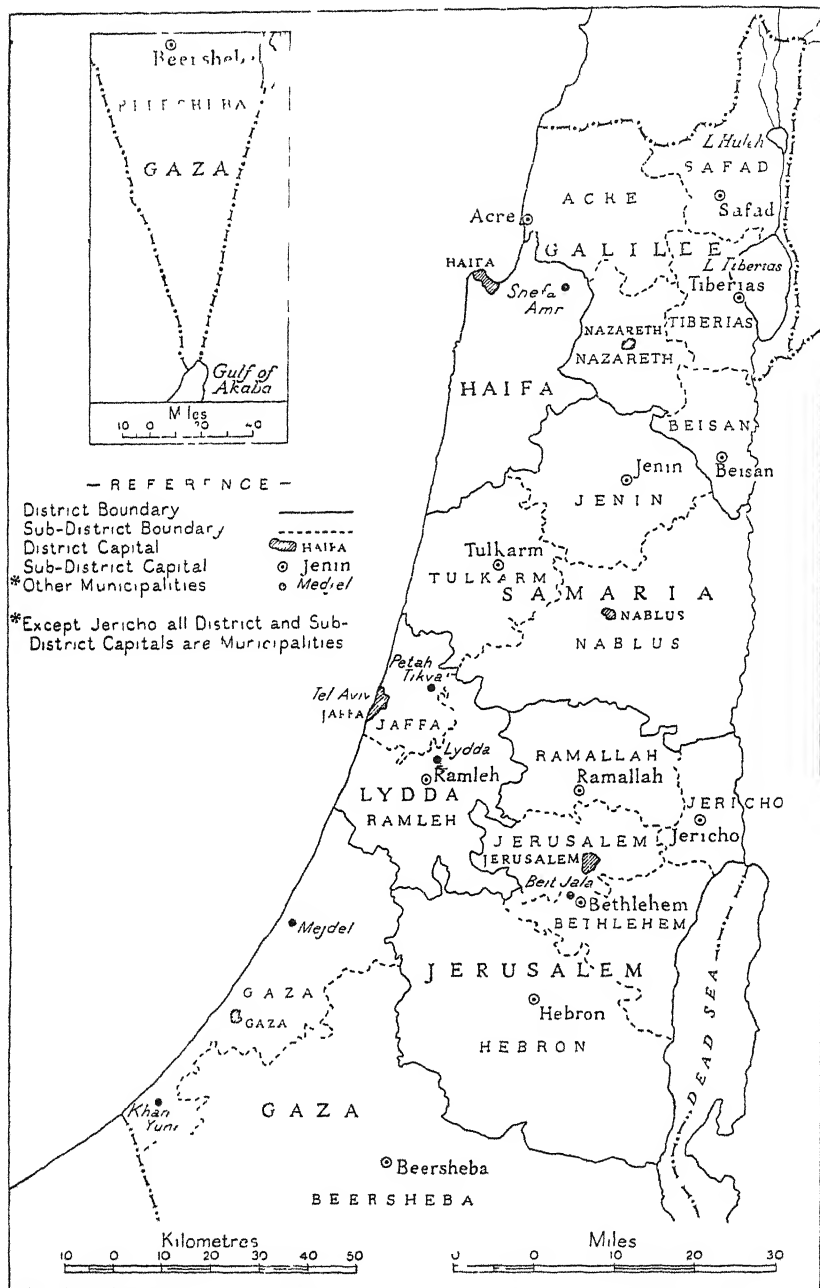 Beersheba
GAZA
Gulf of
Akaba
Miles
10 0 20 40
L Huleh
SAFAD
Safad
ACRE
Acre
GALILEE
HAIFA
Shefa
Amr
L Tiberias
Tiberias
TIBERIAS
NAZARETH
NAZARETH
HAIFA
BEISAN
Beisan
Jenin
JENIN
— REFERENCE —
District Boundary
Sub-District Boundary
District Capital HAIFA
Sub-District Capital Jenin
*Other Municipalities Medjel
*Except Jericho all District and Sub-
District Capitals are Municipalities
Tulkarm
TULKARM
SAMARIA
NABLUS
NABLUS
Petah
Tikva
Tel Aviv
JAFFA
JAFFA
Lydda
Ramleh
LYDDA
RAMLEH
RAMALLAH
Ramallah
JERICHO
Jericho
JERUSALEM
JERUSALEM
Beit Jala
Bethlehem
BETHLEHEM
Mejdel
JERUSALEM
GAZA
GAZA
Hebron
HEBRON
DEAD SEA
GAZA
Khan
Beersheba
BEERSHEBA
Kilometres
10 0 10 20 30 40 50
Miles
0 10 20 30